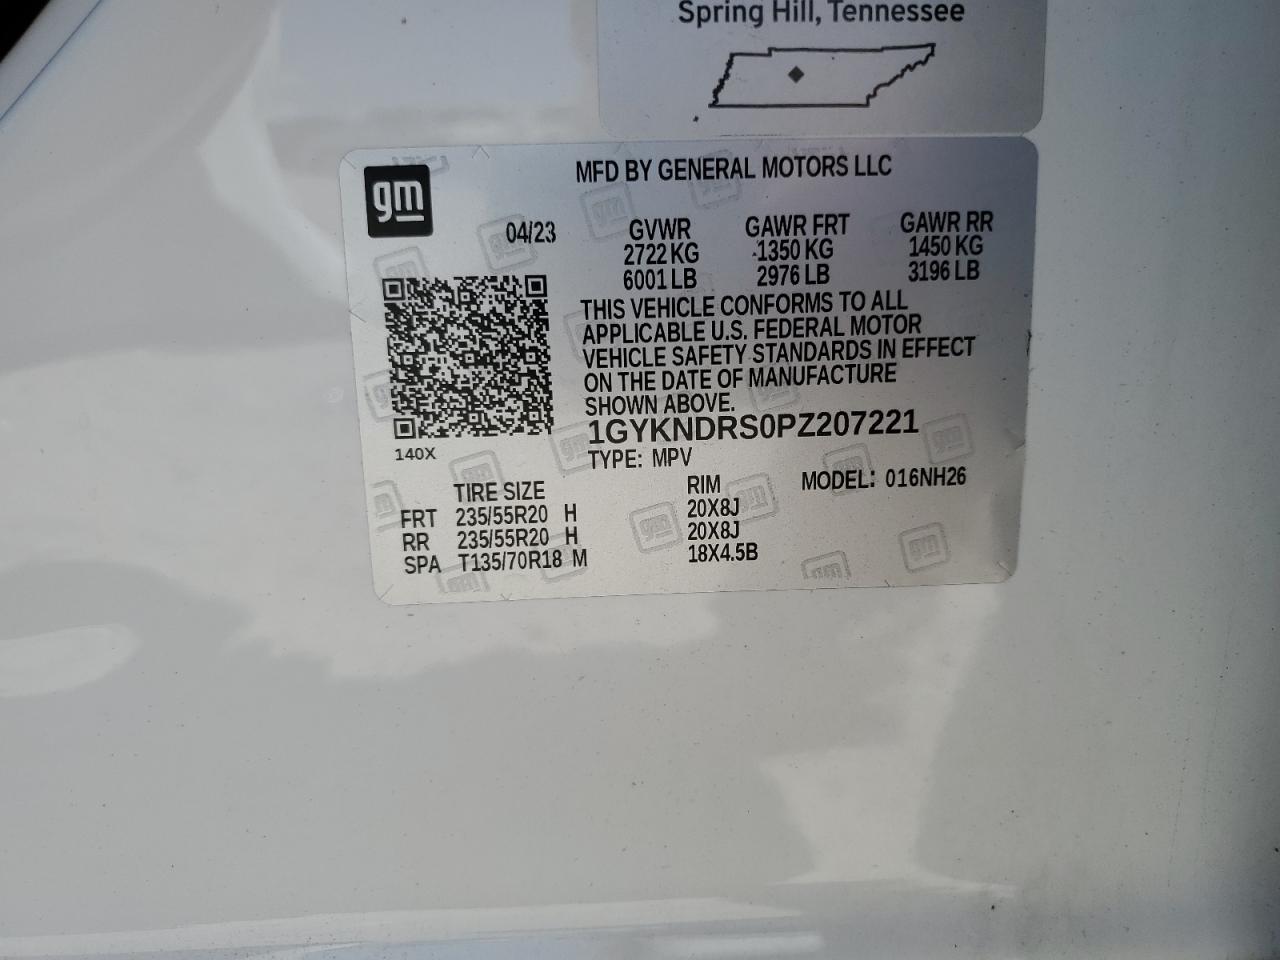 Spring Hill, Tennessee
gm
MFD BY GENERAL MOTORS LLC
04/23 GVWR GAWR FRT GAWR RR
2722 KG 1350 KG 1450 KG
6001 LB 2976 LB 3196 LB
THIS VEHICLE CONFORMS TO ALL
APPLICABLE U.S. FEDERAL MOTOR
VEHICLE SAFETY STANDARDS IN EFFECT
ON THE DATE OF MANUFACTURE
SHOWN ABOVE.
1GYKNDRS0PZ207221
140X
TYPE: MPV
TIRE SIZE RIM MODEL: 016NH26
FRT 235/55R20 H 20X8J
RR 235/55R20 H 20X8J
SPA T135/70R18 M 18X4.5B